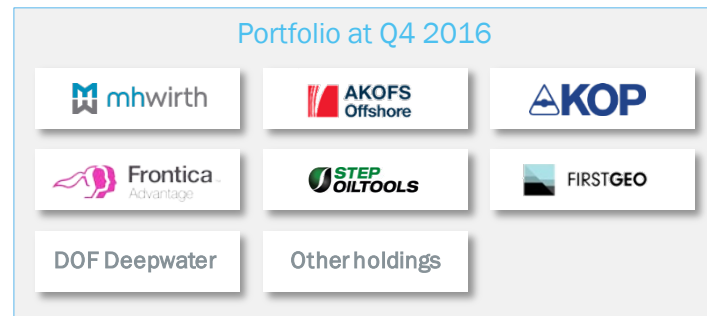 Portfolio at Q4 2016
mhwirth
AKOFS
Offshore
KOP
Frontica
Advantage
STEP
OILTOOLS
FIRSTGEO
DOF Deepwater
Other holdings